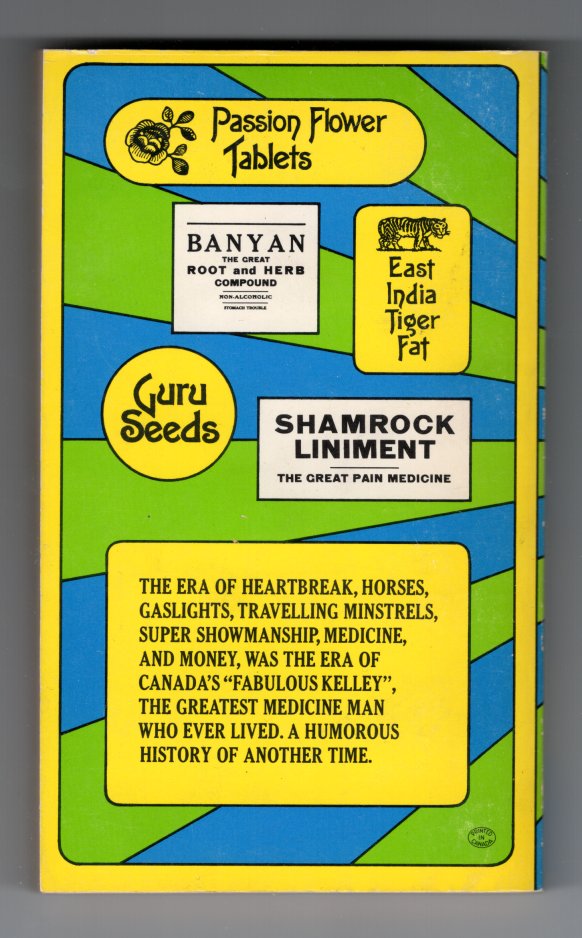 Passion Flower
Tablets
BANYAN
THE GREAT
ROOT and HERB
COMPOUND
NON-ALCOHOLIC
STOMACH TROUBLE
East
India
Tiger
Fat
Guru
Seeds
SHAMROCK
LINIMENT
THE GREAT PAIN MEDICINE
THE ERA OF HEARTBREAK, HORSES,
GASLIGHTS, TRAVELLING MINSTRELS,
SUPER SHOWMANSHIP, MEDICINE,
AND MONEY, WAS THE ERA OF
CANADA'S “FABULOUS KELLEY”,
THE GREATEST MEDICINE MAN
WHO EVER LIVED. A HUMOROUS
HISTORY OF ANOTHER TIME.
PRINTED
IN
CANADA